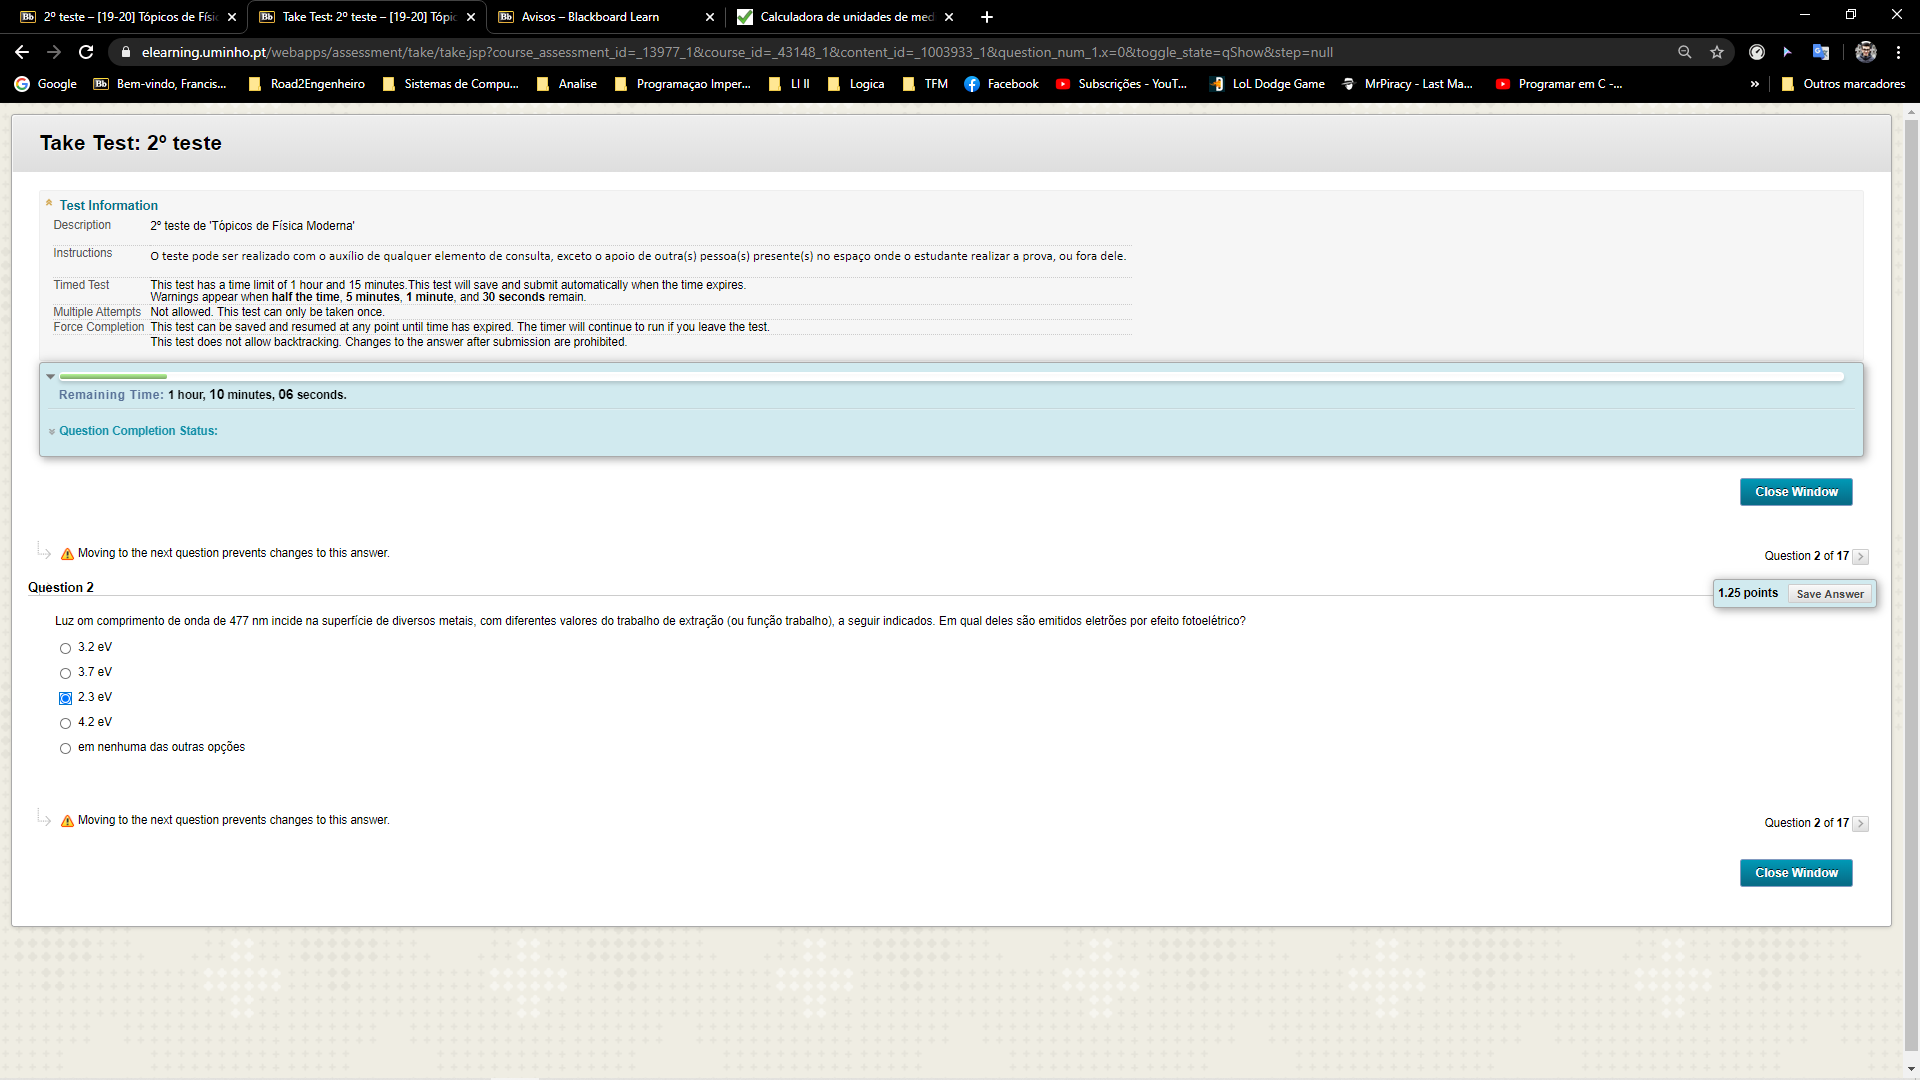 2º teste – [19-20] Tópicos de Físi
Take Test: 2º teste – [19-20] Tópic
Avisos – Blackboard Learn
Calculadora de unidades de med
elearning.uminho.pt/webapps/assessment/take/take.jsp?course_assessment_id=_13977_1&course_id=_43148_1&content_id=_1003933_1&question_num_1.x=0&toggle_state=qShow&step=null
Google
Bb Bem-vindo, Francis...
Road2Engenheiro
Sistemas de Compu...
Analise
Programaçao Imper...
LI II
Logica
TFM
Facebook
Subscrições - YouT...
LoL Dodge Game
MrPiracy - Last Ma...
Programar em C -...
»
Outros marcadores
Take Test: 2º teste
Test Information
Description 2º teste de 'Tópicos de Física Moderna'
Instructions O teste pode ser realizado com o auxílio de qualquer elemento de consulta, exceto o apoio de outra(s) pessoa(s) presente(s) no espaço onde o estudante realizar a prova, ou fora dele.
Timed Test This test has a time limit of 1 hour and 15 minutes.This test will save and submit automatically when the time expires.
Warnings appear when half the time, 5 minutes, 1 minute, and 30 seconds remain.
Multiple Attempts Not allowed. This test can only be taken once.
Force Completion This test can be saved and resumed at any point until time has expired. The timer will continue to run if you leave the test.
This test does not allow backtracking. Changes to the answer after submission are prohibited.
Remaining Time: 1 hour, 10 minutes, 06 seconds.
Question Completion Status:
Close Window
Moving to the next question prevents changes to this answer.
Question 2 of 17 >
Question 2
1.25 points Save Answer
Luz om comprimento de onda de 477 nm incide na superfície de diversos metais, com diferentes valores do trabalho de extração (ou função trabalho), a seguir indicados. Em qual deles são emitidos eletrões por efeito fotoelétrico?
3.2 eV
3.7 eV
2.3 eV
4.2 eV
em nenhuma das outras opções
Moving to the next question prevents changes to this answer.
Question 2 of 17 >
Close Window